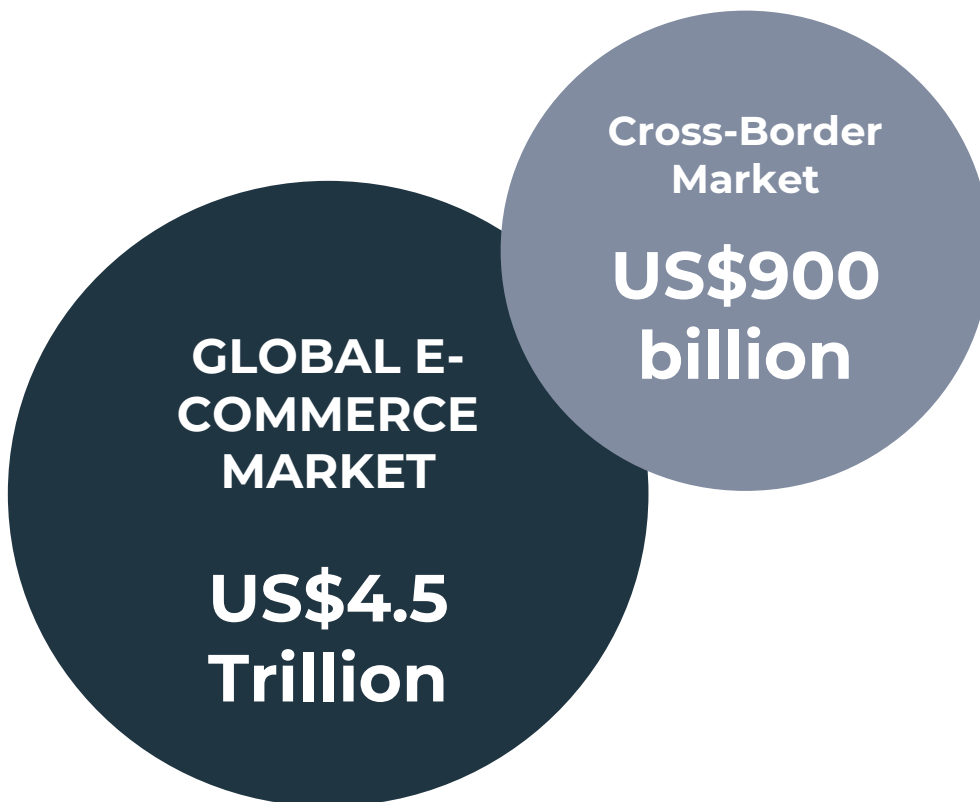 Cross-Border
Market
US$900
billion
GLOBAL E-
COMMERCE
MARKET
US$4.5
Trillion